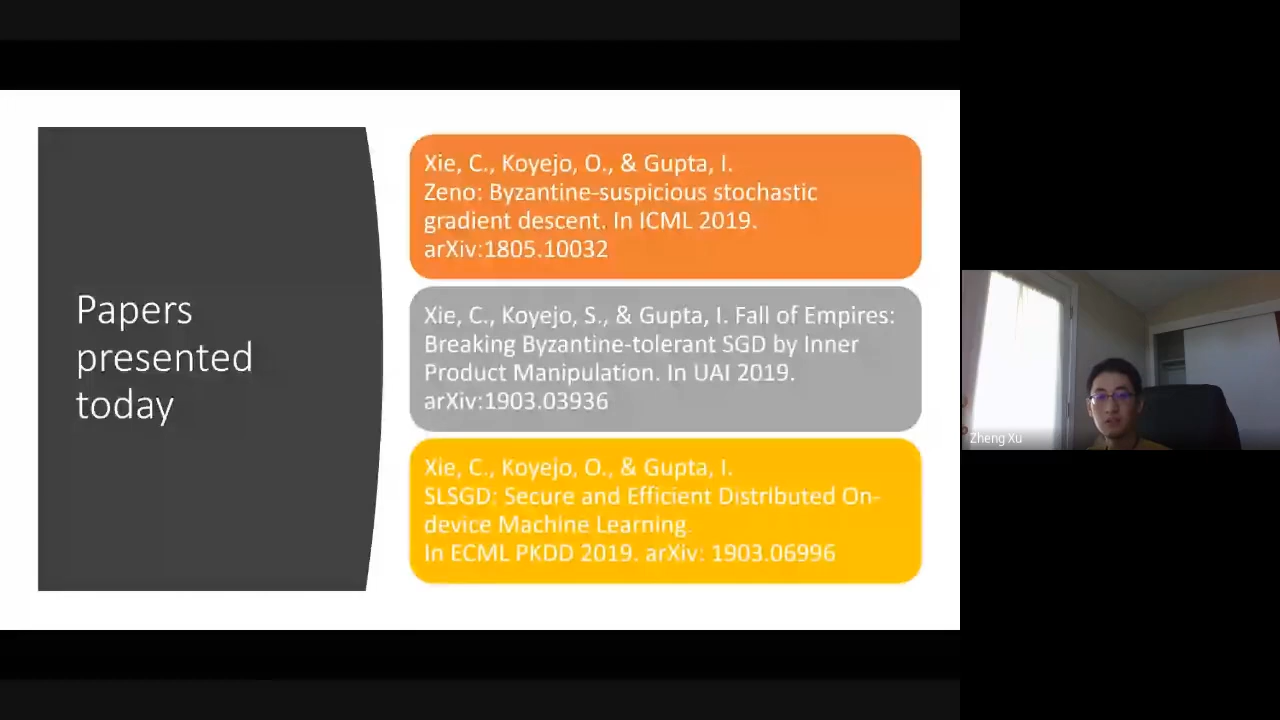 Papers
presented
today
Xie, C., Koyejo, O., & Gupta, I.
Zeno: Byzantine-suspicious stochastic
gradient descent. In ICML 2019.
arXiv:1805.10032
Xie, C., Koyejo, S., & Gupta, I. Fall of Empires:
Breaking Byzantine-tolerant SGD by Inner
Product Manipulation. In UAI 2019.
arXiv:1903.03936
Xie, C., Koyejo, O., & Gupta, I.
SLSGD: Secure and Efficient Distributed On-
device Machine Learning.
In ECML PKDD 2019. arXiv: 1903.06996
Zheng Xu